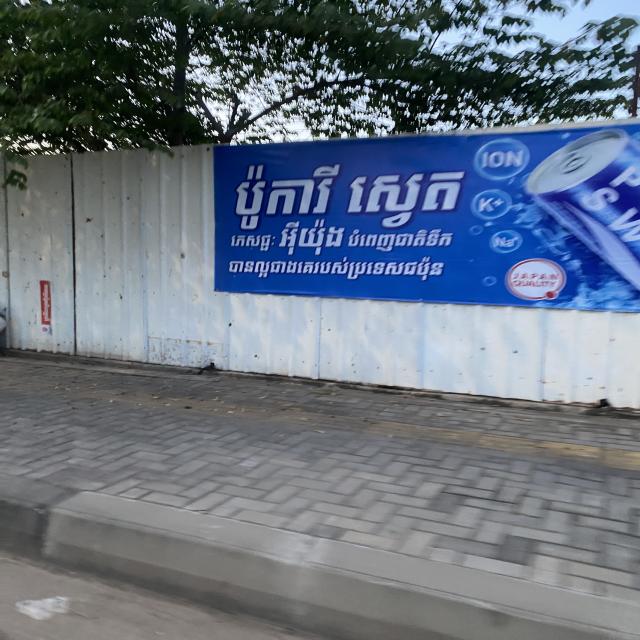 ប៉ូការី ស្វេត
ភេសជ្ជៈ អ៊ីយ៉ុង បំពេញជាតិទឹក
បានល្អជាងគេរបស់ប្រទេសជប៉ុន
ION
K+
Na+
JAPAN
QUALITY